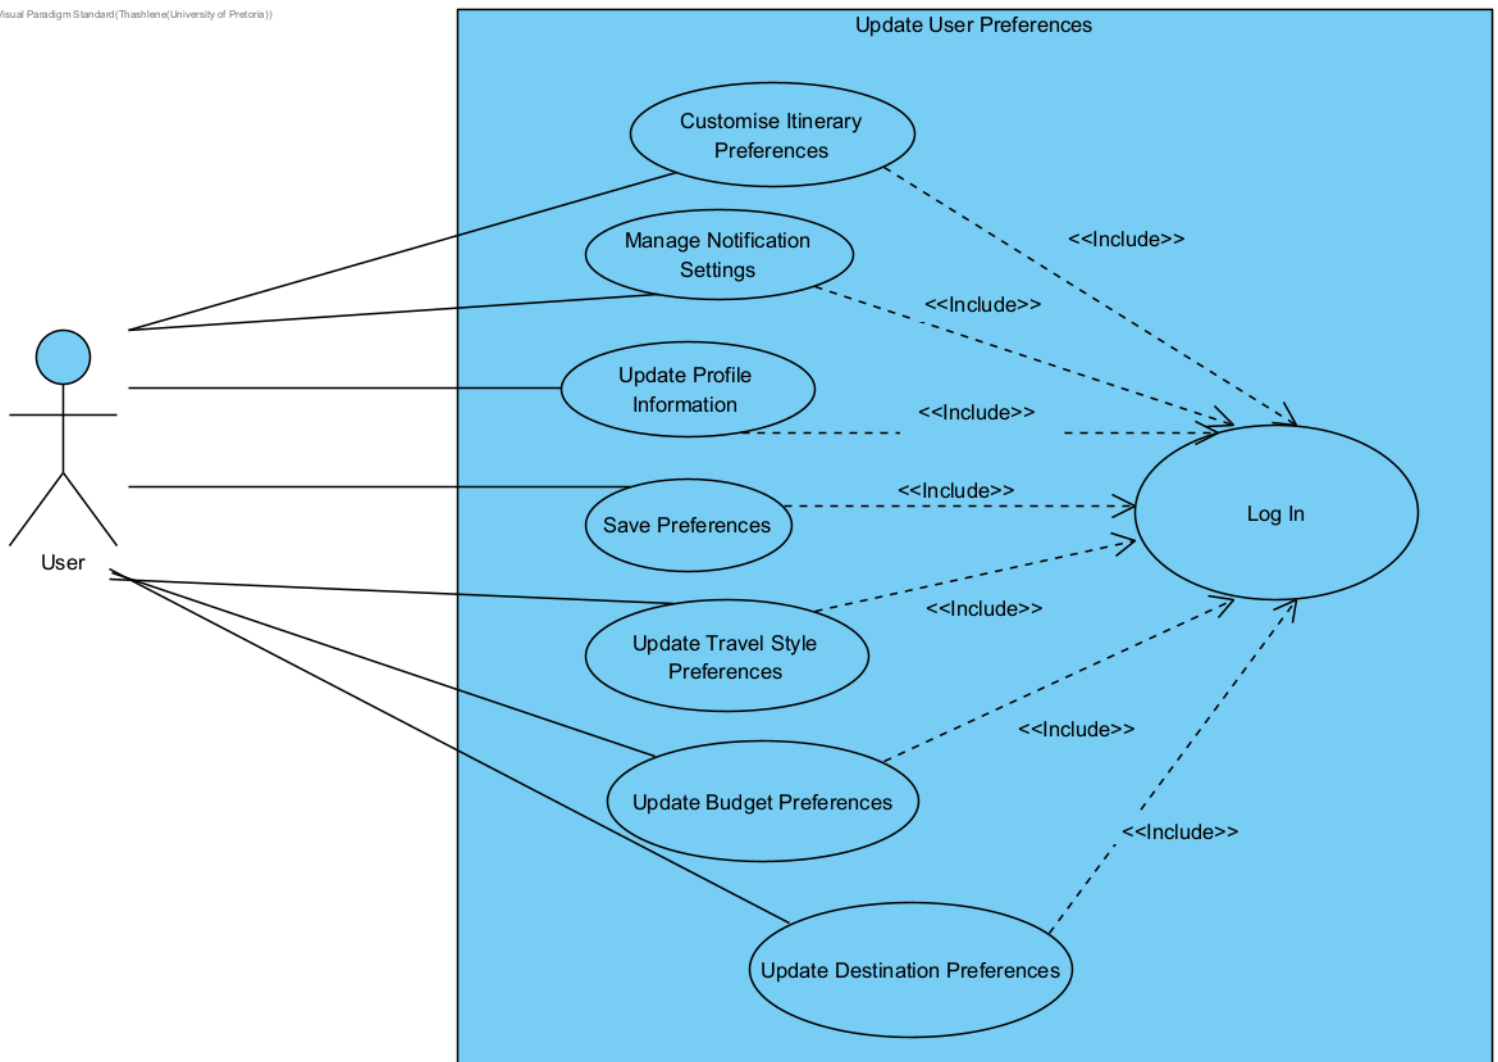 Visual Paradigm Standard(Thashlene(University of Pretoria))
Update User Preferences
Customise Itinerary
Preferences
<<Include>>
Manage Notification
Settings
<<Include>>
Update Profile
Information
<<Include>>
Save Preferences
<<Include>>
Log In
User
Update Travel Style
Preferences
<<Include>>
Update Budget Preferences
<<Include>>
<<Include>>
Update Destination Preferences